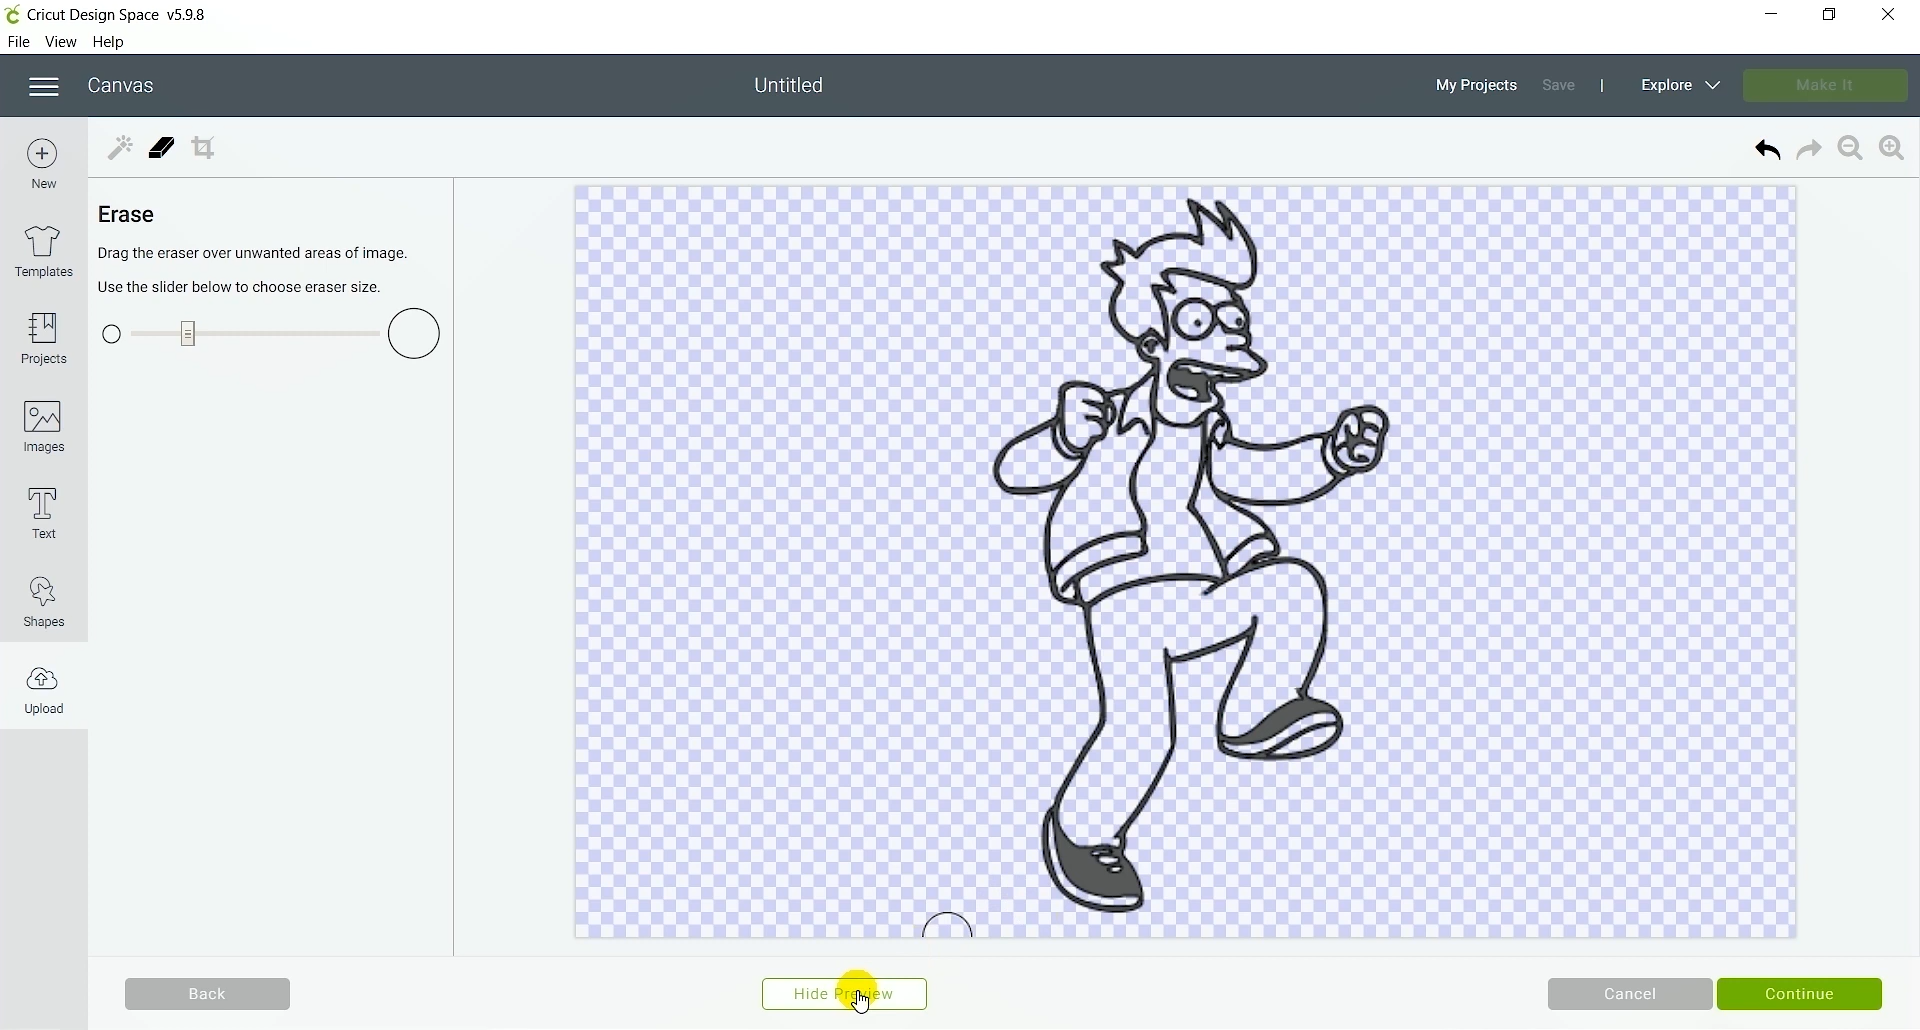 Cricut Design Space v5.9.8
File View Help
Canvas Untitled My Projects Save | Explore Make It
New
Templates
Projects
Images
Text
Shapes
Upload
Erase
Drag the eraser over unwanted areas of image.
Use the slider below to choose eraser size.
Back Hide Preview Cancel Continue